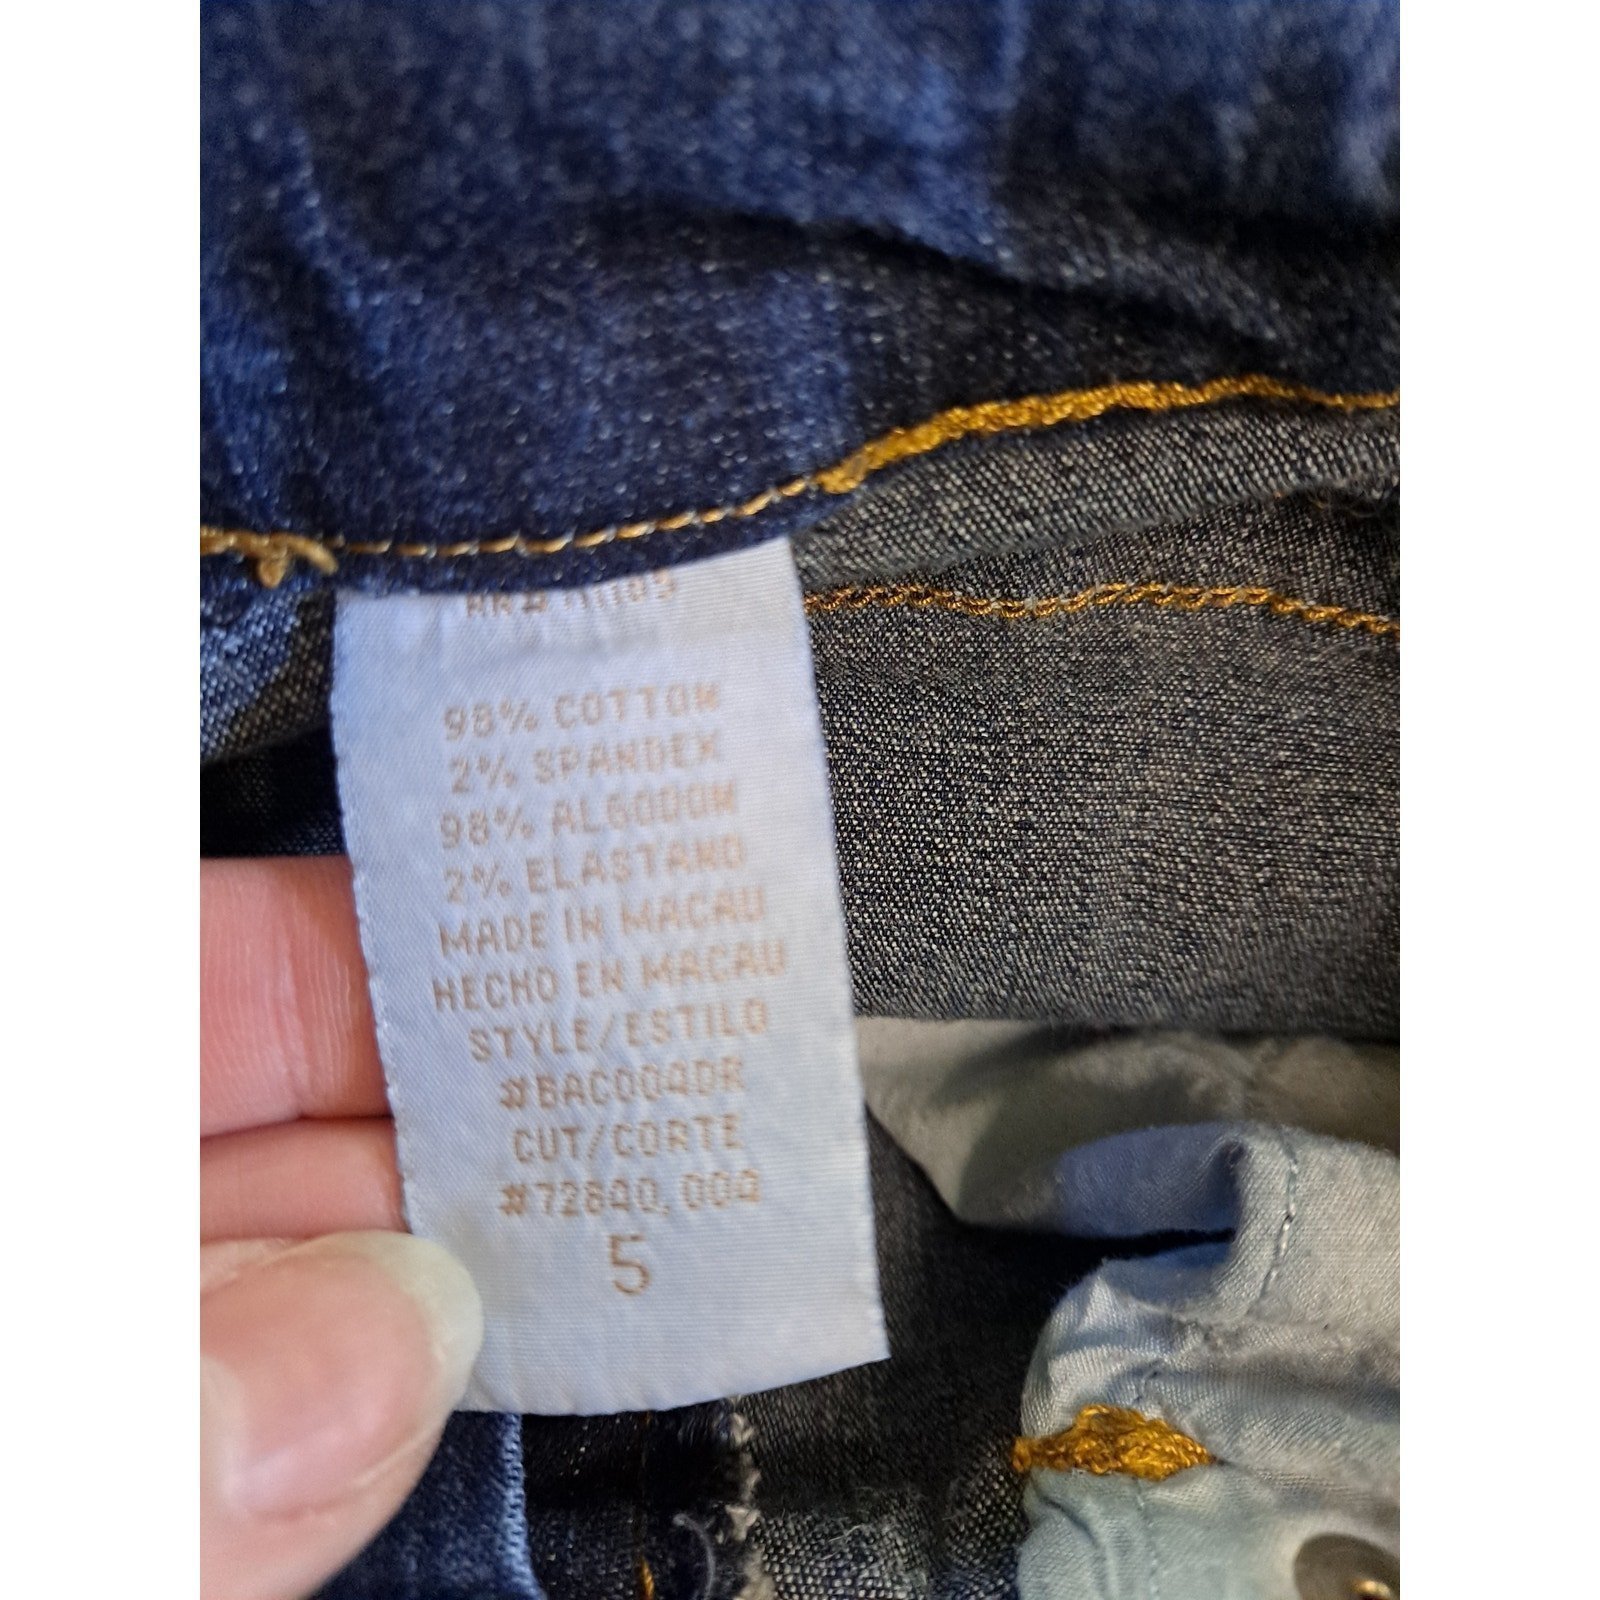 98% COTTON
2% SPANDEX
98% ALGODON
2% ELASTANO
MADE IN MACAU
HECHO EN MACAU
STYLE/ESTILO
#BAC004DR
CUT/CORTE
#72840,004
5